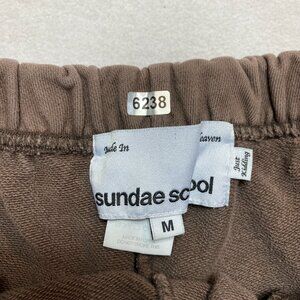 6238
Made In Heaven
Just
Kidding
sundae school
M